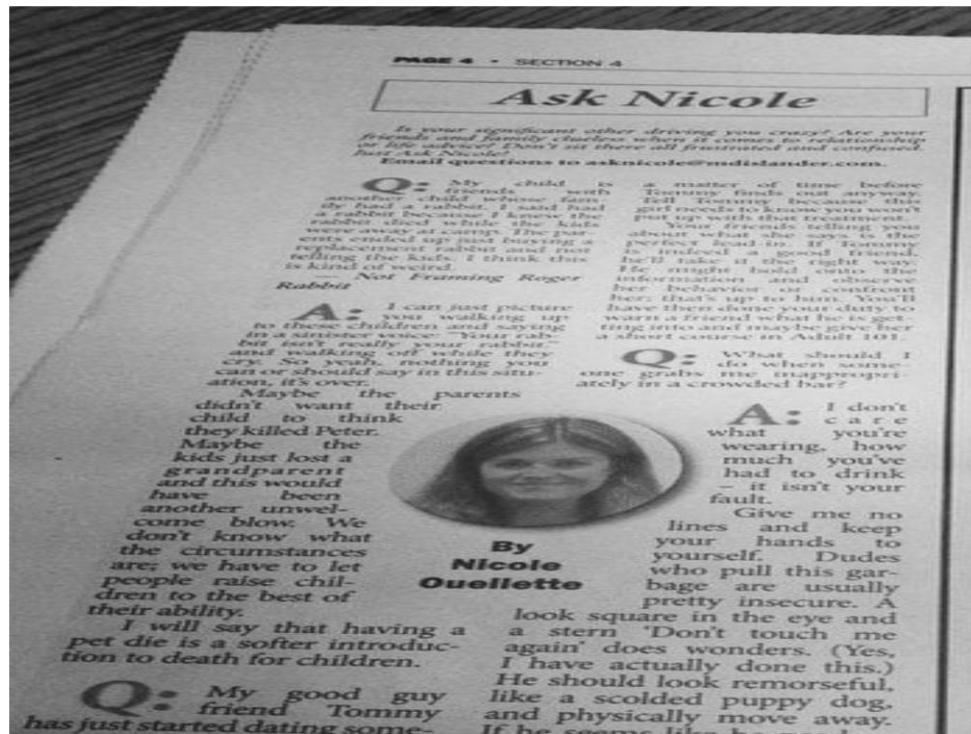 PAGE 4 • SECTION 4
Ask Nicole
Is your significant other driving you crazy? Are your
friends and family clueless when it comes to relationship
or life advice? Don't sit there all frustrated and confused.
Just Ask Nicole!
Email questions to asknicole@mdislander.com.
Q: My child is
friends with
another child whose fam-
ily had a rabbit. I said had
a rabbit because I knew the
rabbit died while the kids
were away at camp. The par-
ents ended up just buying a
replacement rabbit and not
telling the kids. I think this
is kind of weird.
— Not Framing Roger
Rabbit
A: I can just picture
you walking up
to these children and saying
in a sinister voice "Your rab-
bit isn't really your rabbit,"
and walking off while they
cry. So yeah, nothing you
can or should say in this situ-
ation, it's over.
Maybe the parents
didn't want their
child to think
they killed Peter.
Maybe the
kids just lost a
grandparent
and this would
have been
another unwel-
come blow. We
don't know what
the circumstances
are; we have to let
people raise chil-
dren to the best of
their ability.
I will say that having a
pet die is a softer introduc-
tion to death for children.
Q: My good guy
friend Tommy
has just started dating some-
a matter of time before
Tommy finds out anyway.
Tell Tommy because this
girl needs to know you won't
put up with that treatment.
Your friends telling you
about what she says is the
perfect lead-in. If Tommy
is indeed a good friend,
he'll take it the right way.
He might hold onto the
information and observe
her behavior or confront
her; that's up to him. You'll
have then done your duty to
warn a friend what he is get-
ting into and maybe give her
a short course in Adult 101.
Q: What should I
do when some-
one grabs me inappropri-
ately in a crowded bar?
A: I don't
care
what you're
wearing, how
much you've
had to drink
– it isn't your
fault.
Give me no
lines and keep
your hands to
yourself. Dudes
who pull this gar-
bage are usually
pretty insecure. A
look square in the eye and
a stern 'Don't touch me
again' does wonders. (Yes,
I have actually done this.)
He should look remorseful,
like a scolded puppy dog,
and physically move away.
If he seems like he
By
Nicole
Ouellette